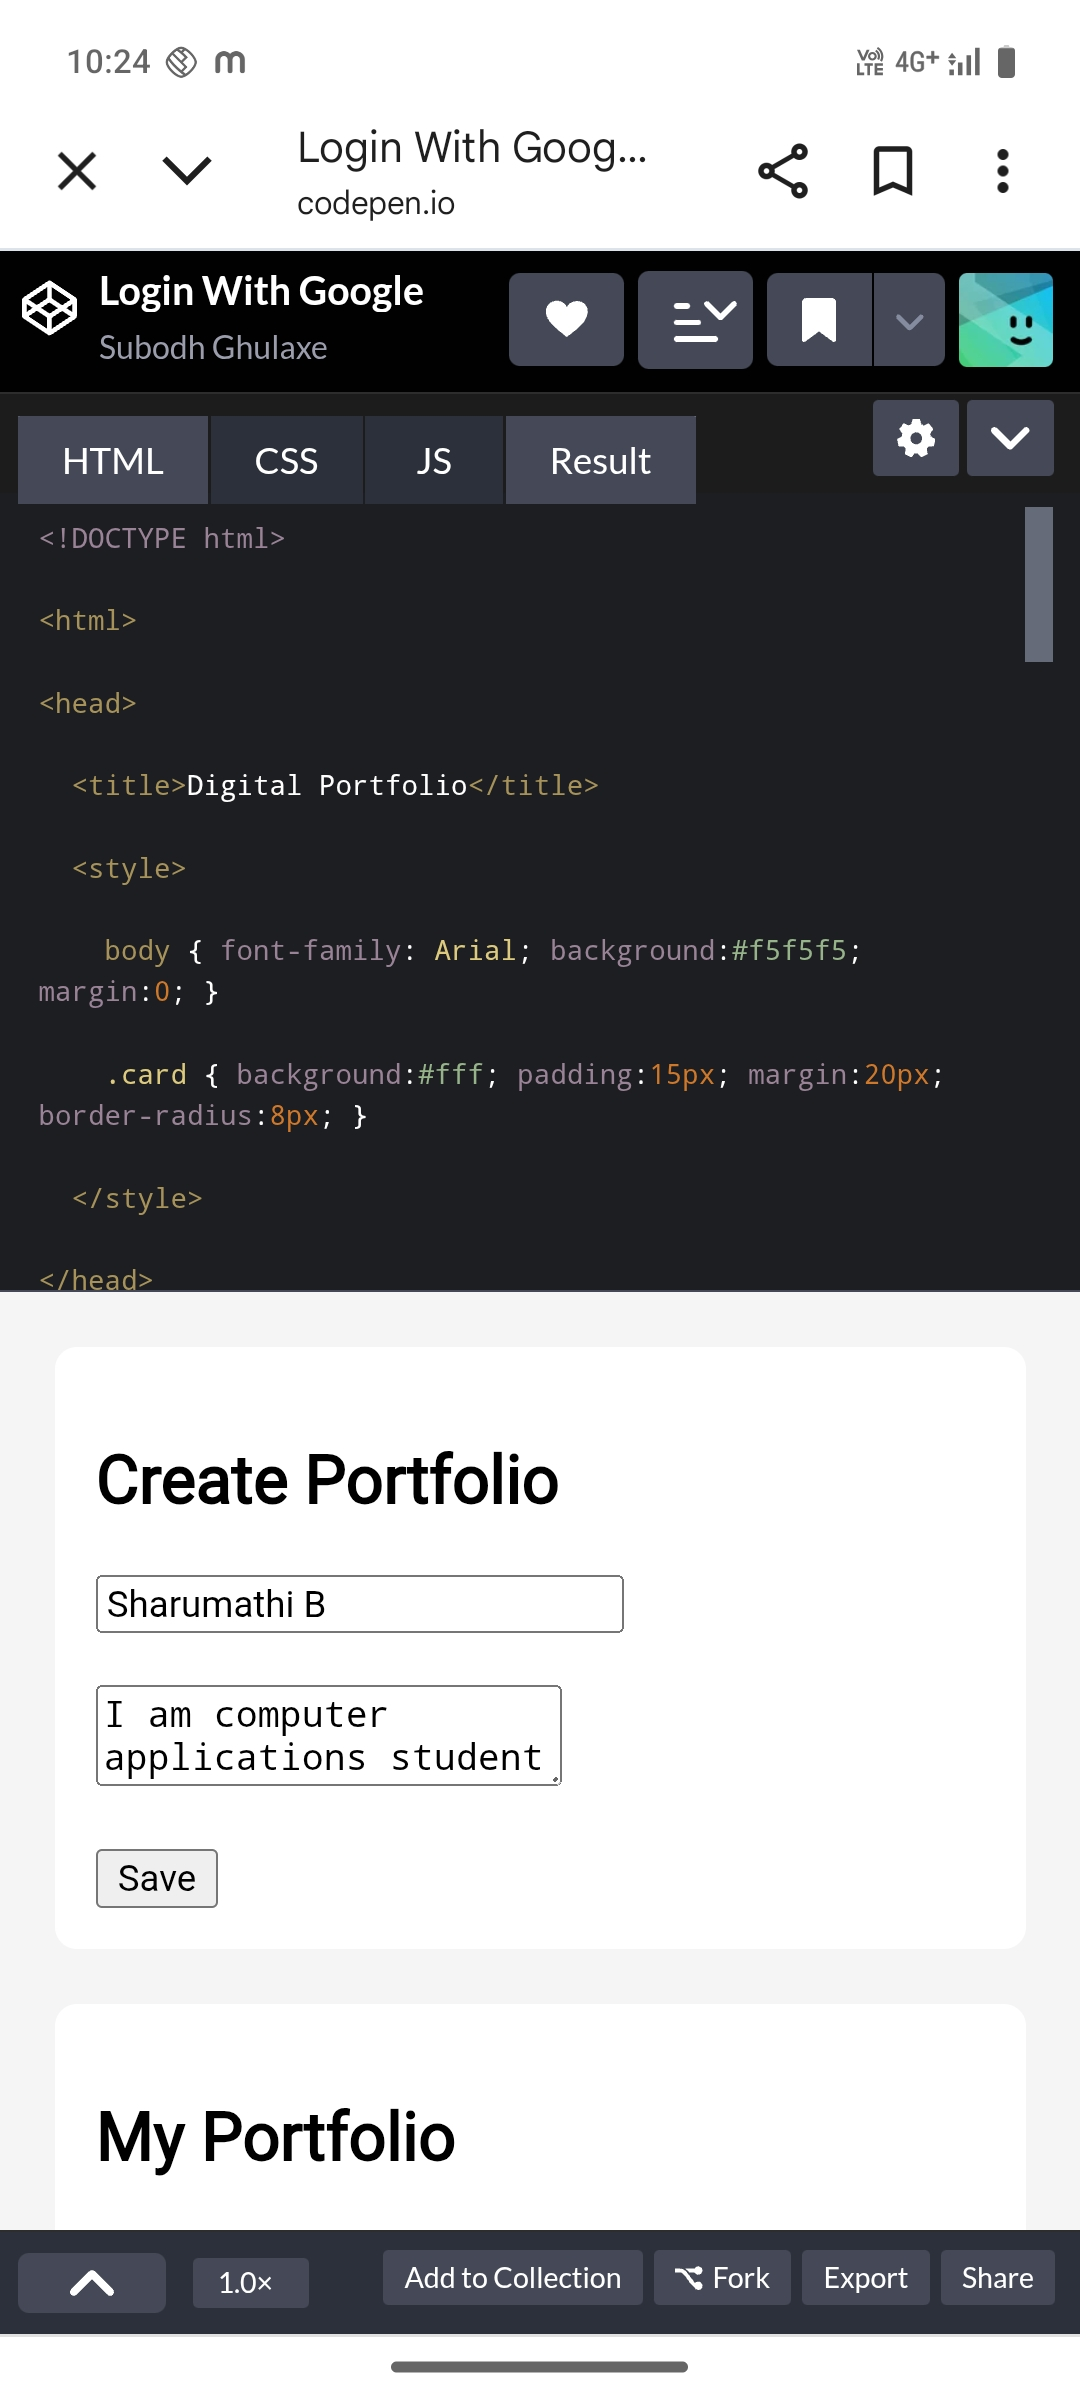 10:24 m Vo)) LTE 4G+
Login With Goog...
codepen.io
Login With Google
Subodh Ghulaxe
HTML CSS JS Result
<!DOCTYPE html>
<html>
<head>
<title>Digital Portfolio</title>
<style>
body { font-family: Arial; background:#f5f5f5;
margin:0; }
.card { background:#fff; padding:15px; margin:20px;
border-radius:8px; }
</style>
</head>
Create Portfolio
Sharumathi B
I am computer
applications student
Save
My Portfolio
1.0× Add to Collection Fork Export Share